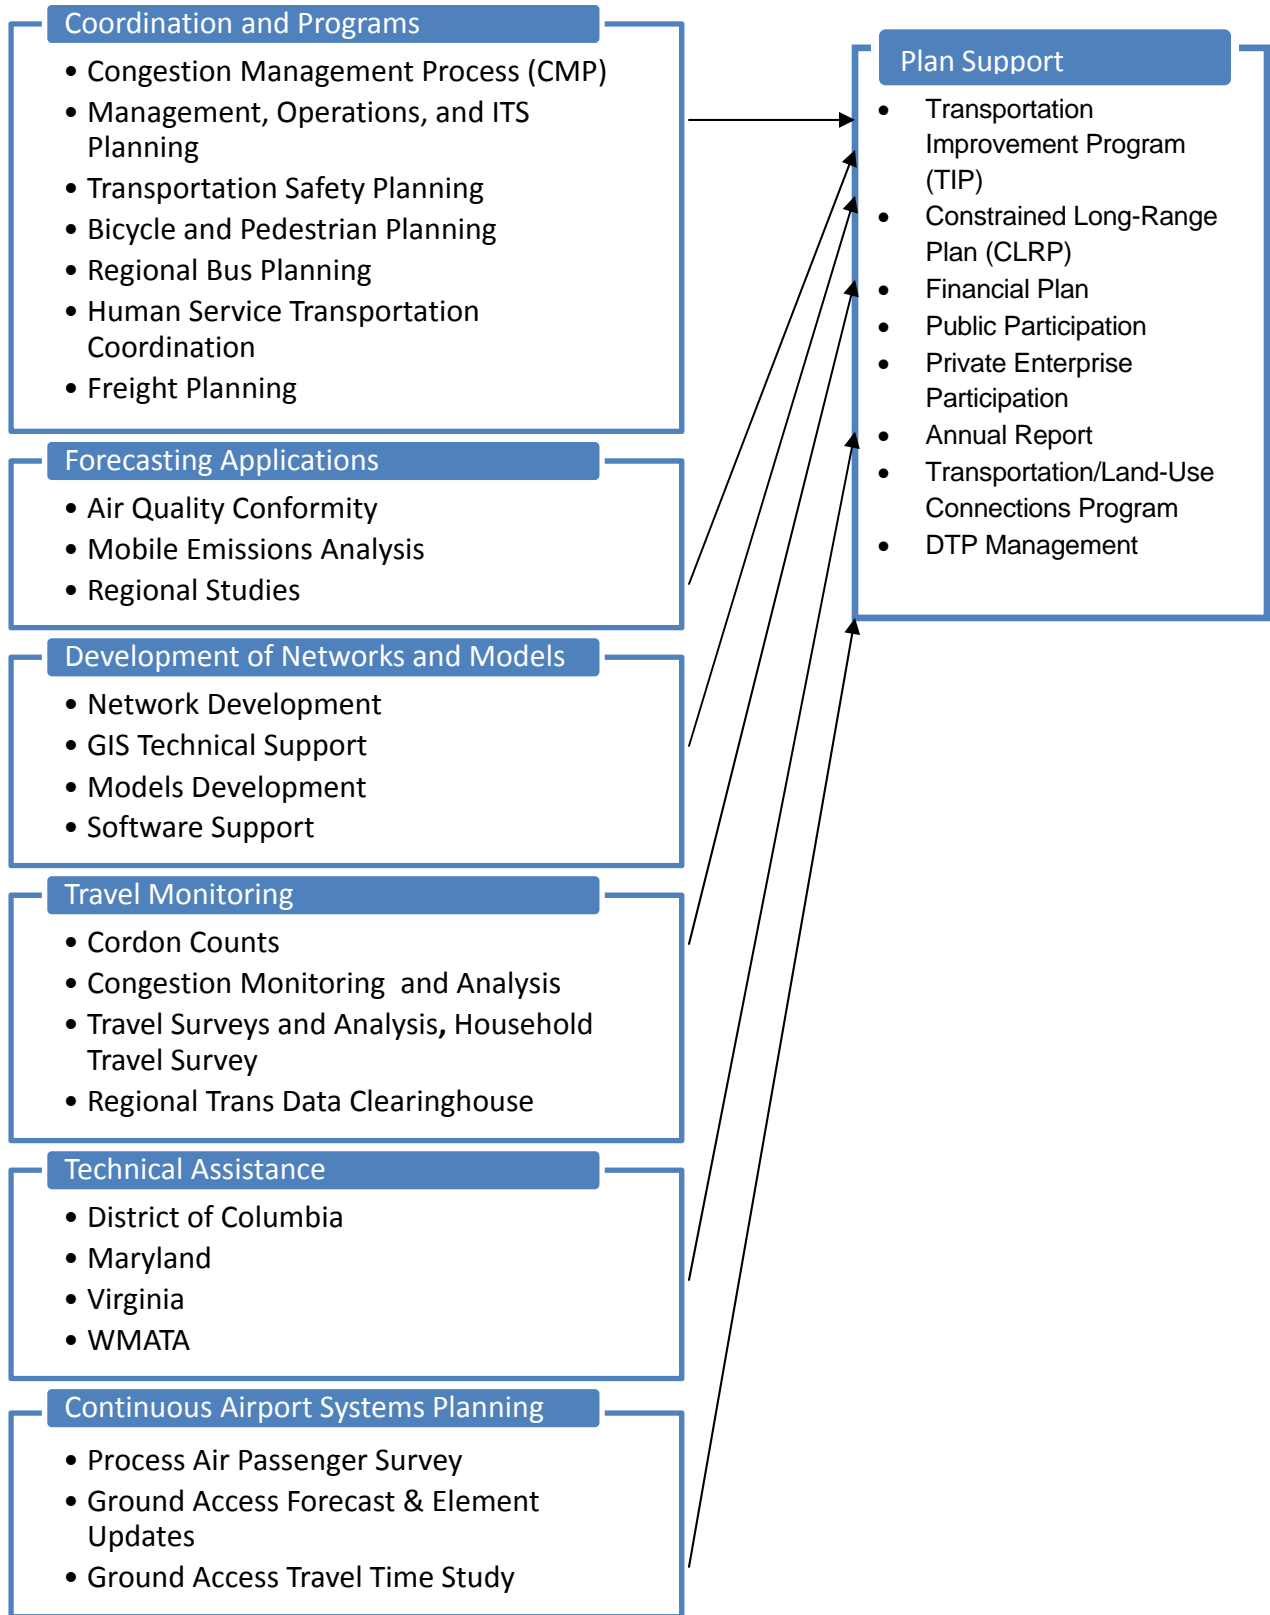 Coordination and Programs
• Congestion Management Process (CMP)
• Management, Operations, and ITS
Planning
• Transportation Safety Planning
• Bicycle and Pedestrian Planning
• Regional Bus Planning
• Human Service Transportation
Coordination
• Freight Planning
Forecasting Applications
• Air Quality Conformity
• Mobile Emissions Analysis
• Regional Studies
Development of Networks and Models
• Network Development
• GIS Technical Support
• Models Development
• Software Support
Travel Monitoring
• Cordon Counts
• Congestion Monitoring  and Analysis
• Travel Surveys and Analysis, Household
Travel Survey
• Regional Trans Data Clearinghouse
Technical Assistance
• District of Columbia
• Maryland
• Virginia
• WMATA
Continuous Airport Systems Planning
• Process Air Passenger Survey
• Ground Access Forecast & Element
Updates
• Ground Access Travel Time Study
Plan Support
• Transportation
Improvement Program
(TIP)
• Constrained Long-Range
Plan (CLRP)
• Financial Plan
• Public Participation
• Private Enterprise
Participation
• Annual Report
• Transportation/Land-Use
Connections Program
• DTP Management